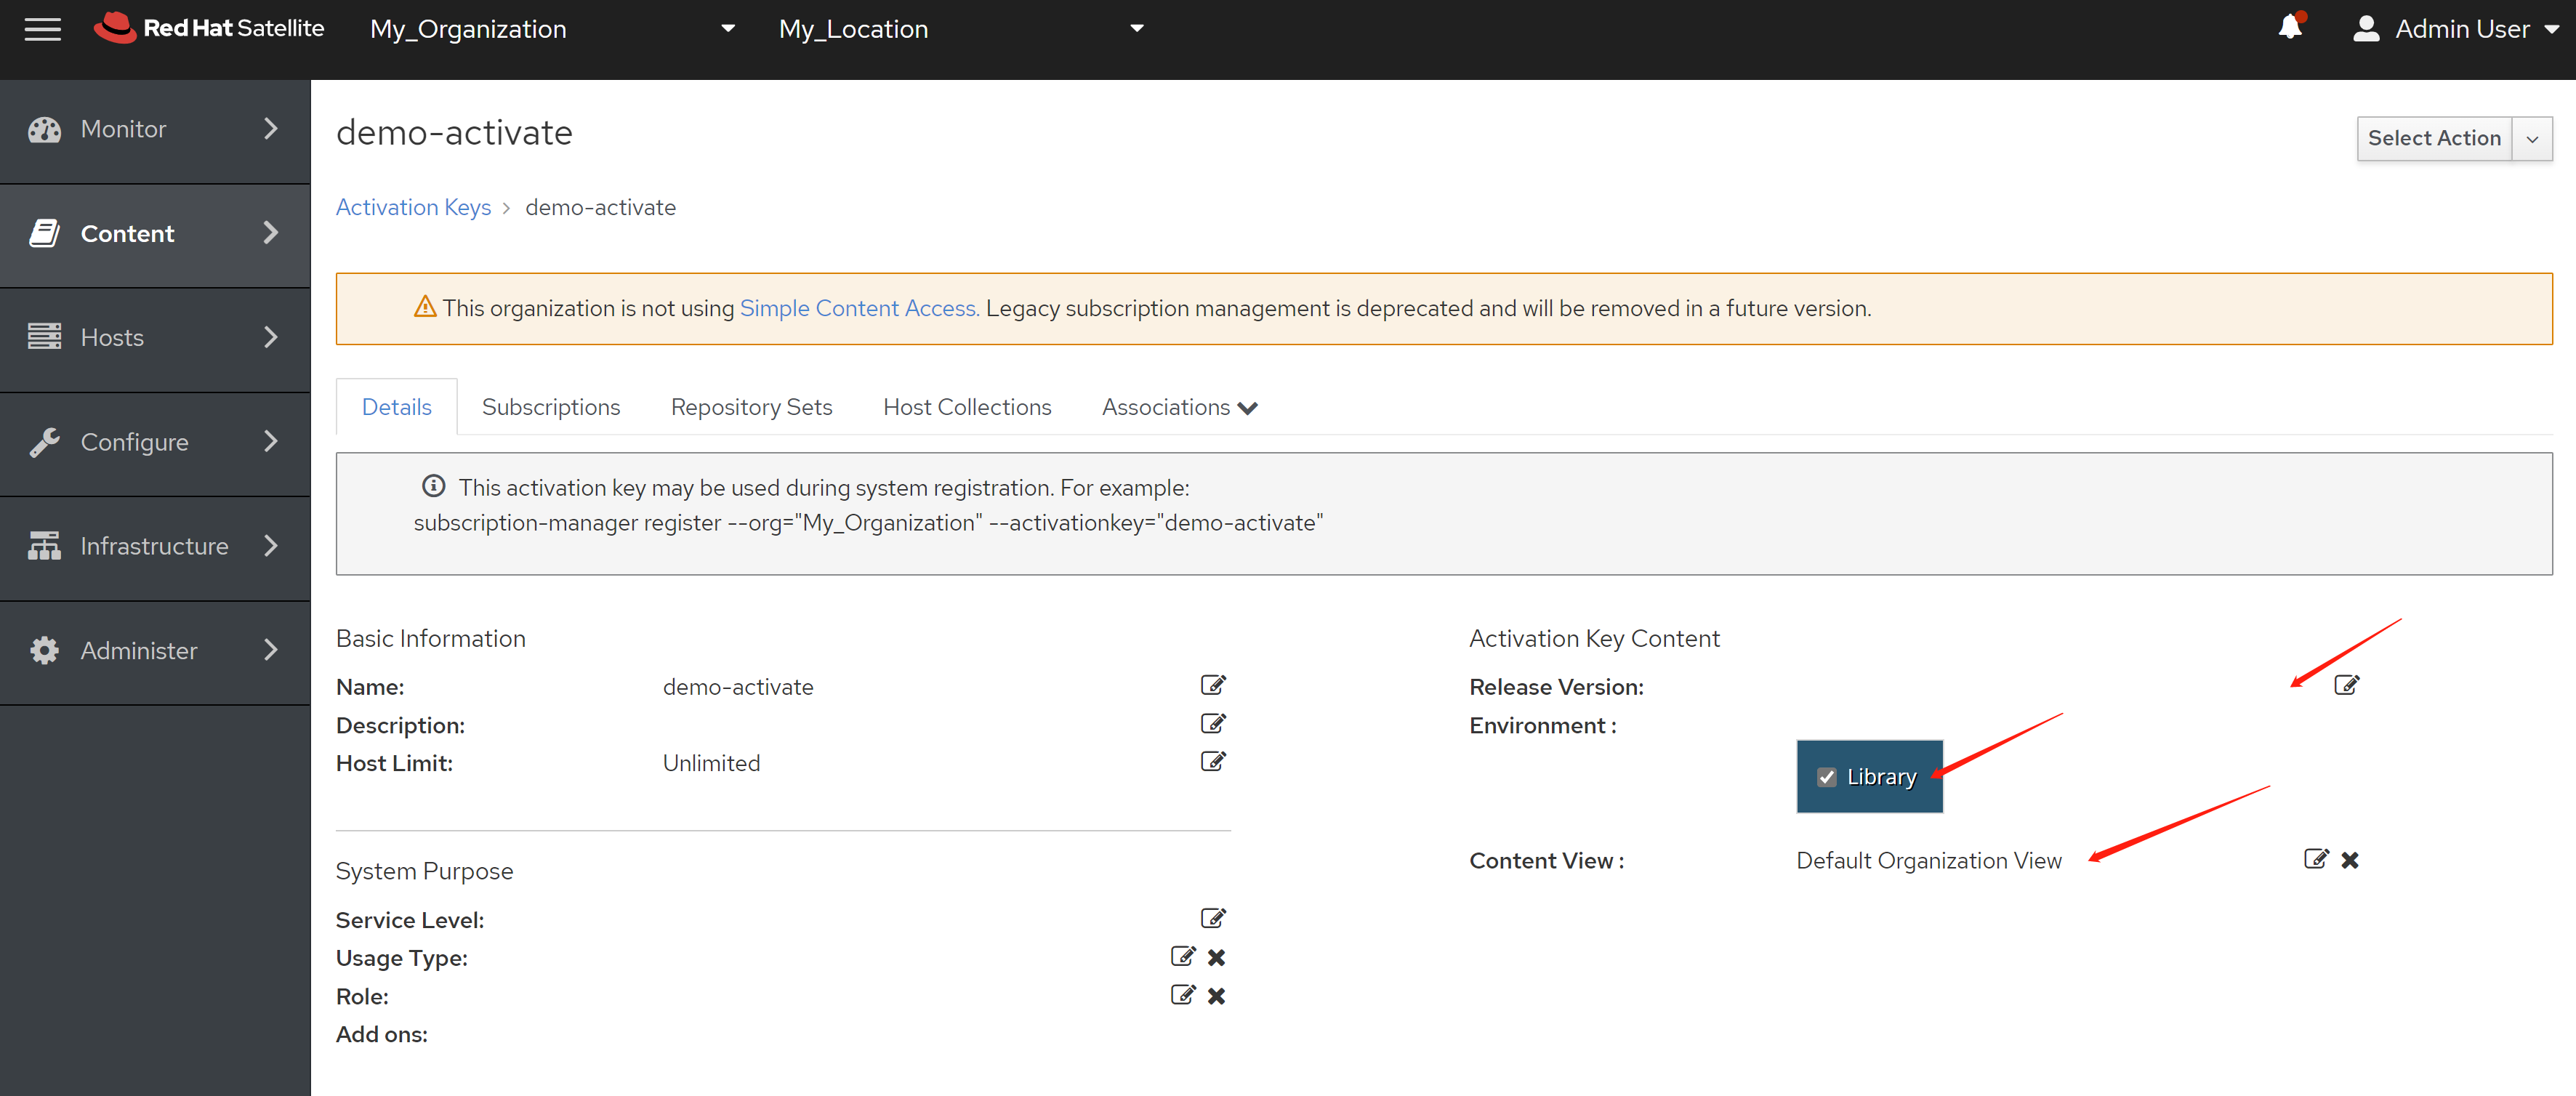 Red Hat Satellite My_Organization My_Location Admin User
Monitor
Content
Hosts
Configure
Infrastructure
Administer
demo-activate
Select Action
Activation Keys > demo-activate
This organization is not using Simple Content Access. Legacy subscription management is deprecated and will be removed in a future version.
Details Subscriptions Repository Sets Host Collections Associations
This activation key may be used during system registration. For example:
subscription-manager register --org="My_Organization" --activationkey="demo-activate"
Basic Information
Name: demo-activate
Description:
Host Limit: Unlimited
System Purpose
Service Level:
Usage Type:
Role:
Add ons:
Activation Key Content
Release Version:
Environment :
Library
Content View : Default Organization View